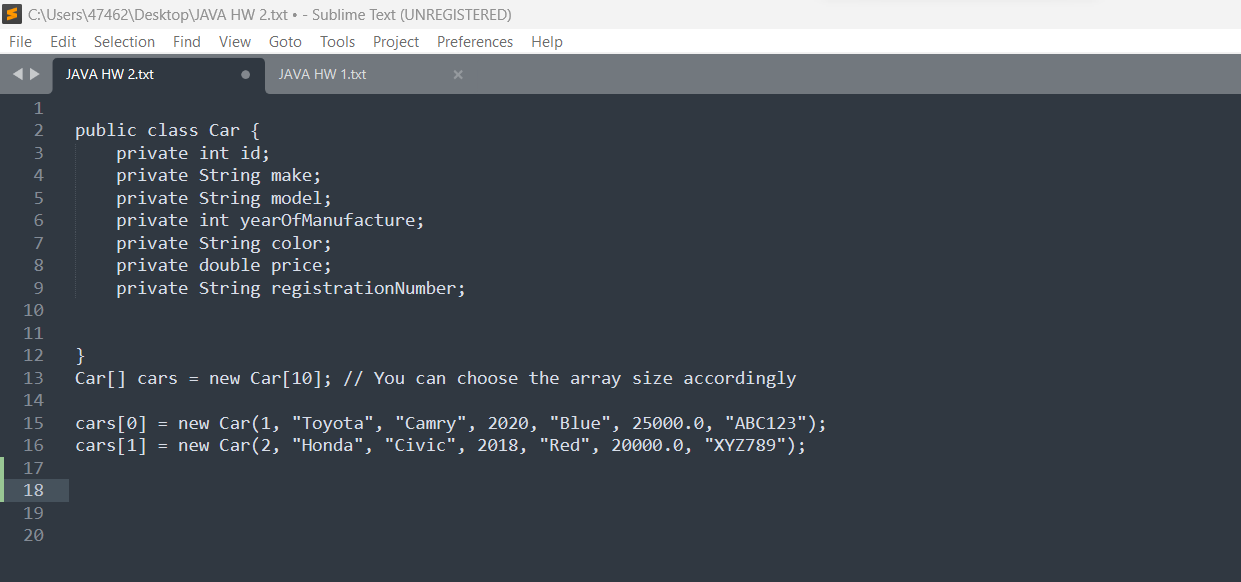 C:\Users\47462\Desktop\JAVA HW 2.txt • - Sublime Text (UNREGISTERED)
File Edit Selection Find View Goto Tools Project Preferences Help
JAVA HW 2.txt JAVA HW 1.txt
1
2 public class Car {
3     private int id;
4     private String make;
5     private String model;
6     private int yearOfManufacture;
7     private String color;
8     private double price;
9     private String registrationNumber;
10
11
12 }
13 Car[] cars = new Car[10]; // You can choose the array size accordingly
14
15 cars[0] = new Car(1, "Toyota", "Camry", 2020, "Blue", 25000.0, "ABC123");
16 cars[1] = new Car(2, "Honda", "Civic", 2018, "Red", 20000.0, "XYZ789");
17
18
19
20